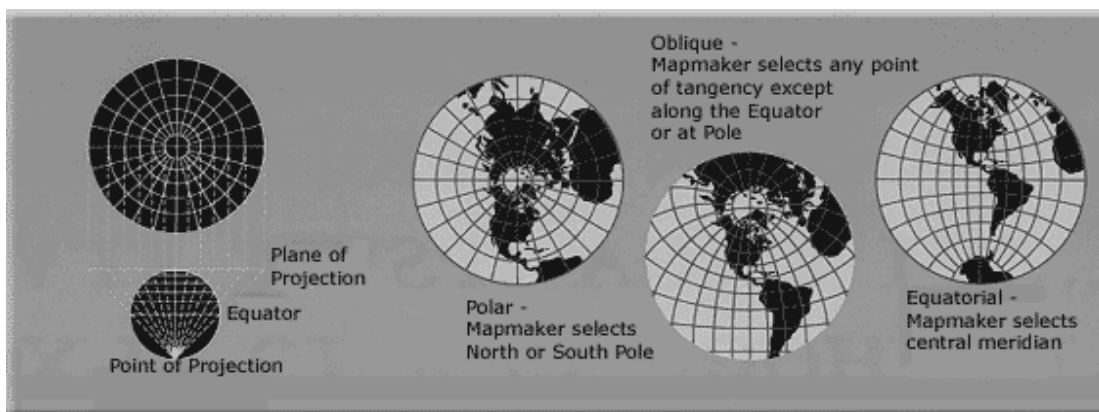 Plane of
Projection
Equator
Point of Projection
Polar -
Mapmaker selects
North or South Pole
Oblique -
Mapmaker selects any point
of tangency except
along the Equator
or at Pole
Equatorial -
Mapmaker selects
central meridian